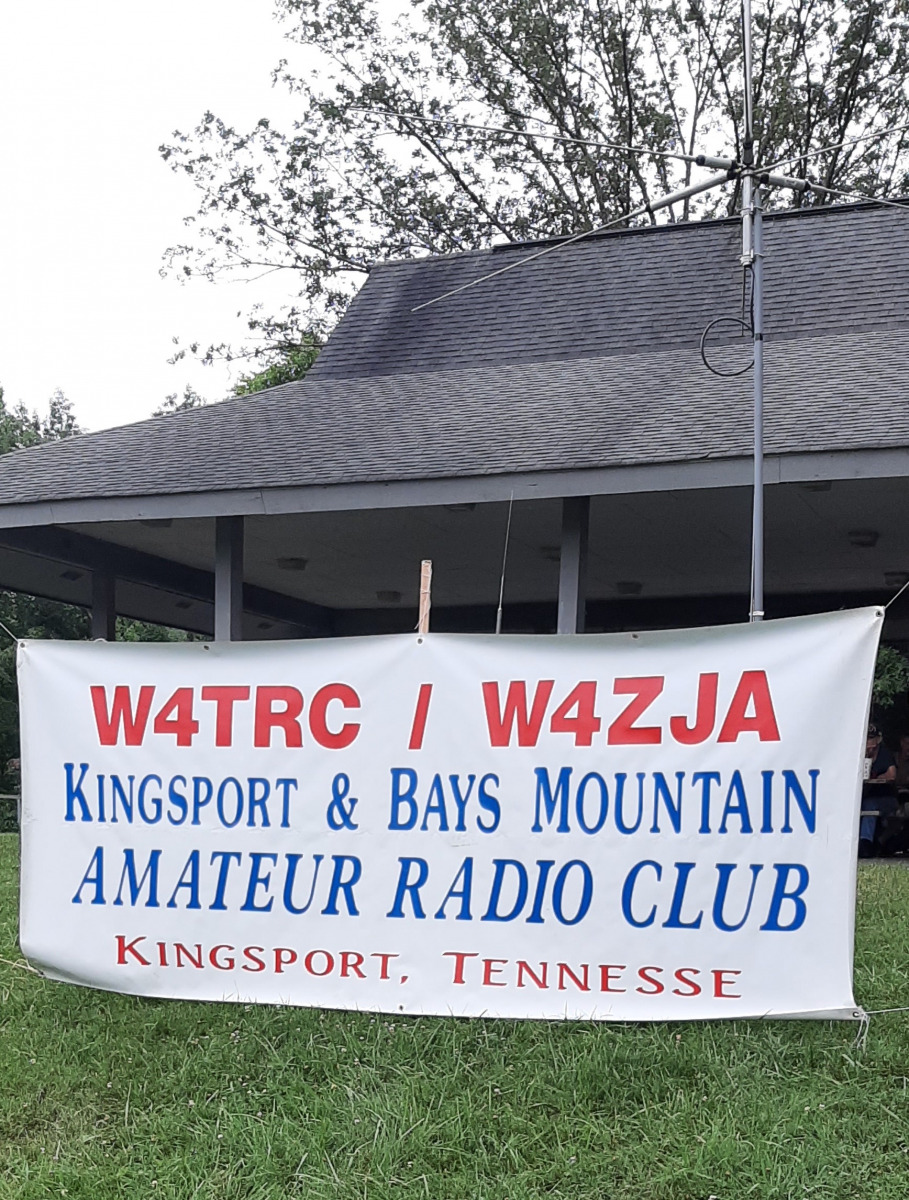 W4TRC / W4ZJA
KINGSPORT & BAYS MOUNTAIN
AMATEUR RADIO CLUB
KINGSPORT, TENNESSE